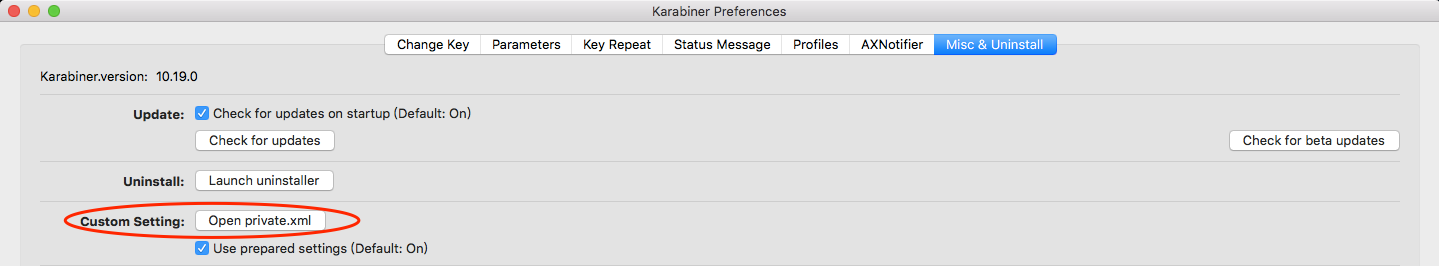 Karabiner Preferences
Change Key Parameters Key Repeat Status Message Profiles AXNotifier Misc & Uninstall
Karabiner.version: 10.19.0
Update: Check for updates on startup (Default: On)
Check for updates Check for beta updates
Uninstall: Launch uninstaller
Custom Setting: Open private.xml
Use prepared settings (Default: On)